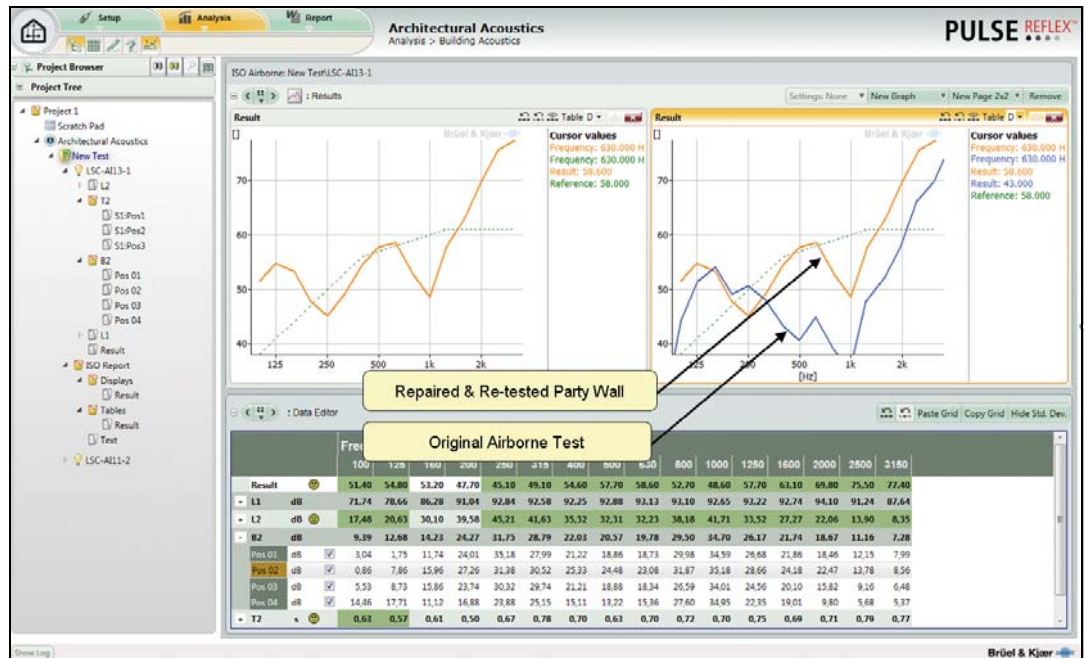 Setup Analysis Report
Architectural Acoustics
Analysis > Building Acoustics
PULSE REFLEX™
Project Browser
Project Tree
Project 1
Scratch Pad
Architectural Acoustics
New Test
LSC-AI13-1
L2
T2
S1:Pos1
S1:Pos2
S1:Pos3
B2
Pos 01
Pos 02
Pos 03
Pos 04
L1
Result
ISO Report
Displays
Result
Tables
Result
Text
LSC-AI11-2
ISO Airborne: New Test\LSC-AI13-1
: Results
Settings: None New Graph New Page 2x2 Remove
Result Table D
[] Brüel & Kjær
Cursor values
Frequency: 630.000 H
Frequency: 630.000 H
Result: 58.600
Reference: 58.000
70
60
50
40
125 250 500 1k 2k
Result Table D
[] Brüel & Kjær
Cursor values
Frequency: 630.000 H
Frequency: 630.000 H
Result: 58.600
Result: 43.000
Reference: 58.000
70
60
50
40
125 250 500 1k 2k
[Hz]
Repaired & Re-tested Party Wall
Original Airborne Test
: Data Editor
Paste Grid Copy Grid Hide Std. Dev.
100 125 160 200 250 315 400 500 630 800 1000 1250 1600 2000 2500 3150
Result 51,40 54,80 53,20 47,70 45,10 49,10 54,60 57,70 58,60 52,70 48,60 57,70 63,10 69,80 75,50 77,40
L1 dB 71,74 78,66 86,28 91,04 92,84 92,58 92,25 92,88 93,13 93,10 92,65 93,22 92,74 94,10 91,24 87,64
L2 dB 17,48 20,63 30,10 39,58 45,21 41,63 35,32 32,31 32,23 38,18 41,71 33,52 27,27 22,06 13,90 8,35
B2 dB 9,39 12,68 14,23 24,27 31,75 28,79 22,03 20,57 19,78 29,50 34,70 26,17 21,74 18,67 11,16 7,28
Pos 01 dB 3,04 1,75 11,74 24,01 35,18 27,99 21,22 18,86 18,73 29,98 34,59 26,68 21,86 18,46 12,15 7,99
Pos 02 dB 0,86 7,86 15,96 27,26 31,38 30,52 25,33 24,48 23,08 31,87 35,18 28,66 24,18 22,47 13,78 8,56
Pos 03 dB 5,53 8,73 15,86 23,74 30,32 29,74 21,21 18,88 18,34 26,59 34,01 24,56 20,10 15,82 9,16 6,48
Pos 04 dB 14,46 17,71 11,12 16,88 23,88 25,15 15,11 13,22 15,36 27,60 34,95 22,35 19,01 9,80 5,68 5,37
T2 s 0,63 0,57 0,61 0,50 0,67 0,78 0,70 0,63 0,70 0,72 0,70 0,75 0,69 0,71 0,79 0,77
Show Log
Brüel & Kjær